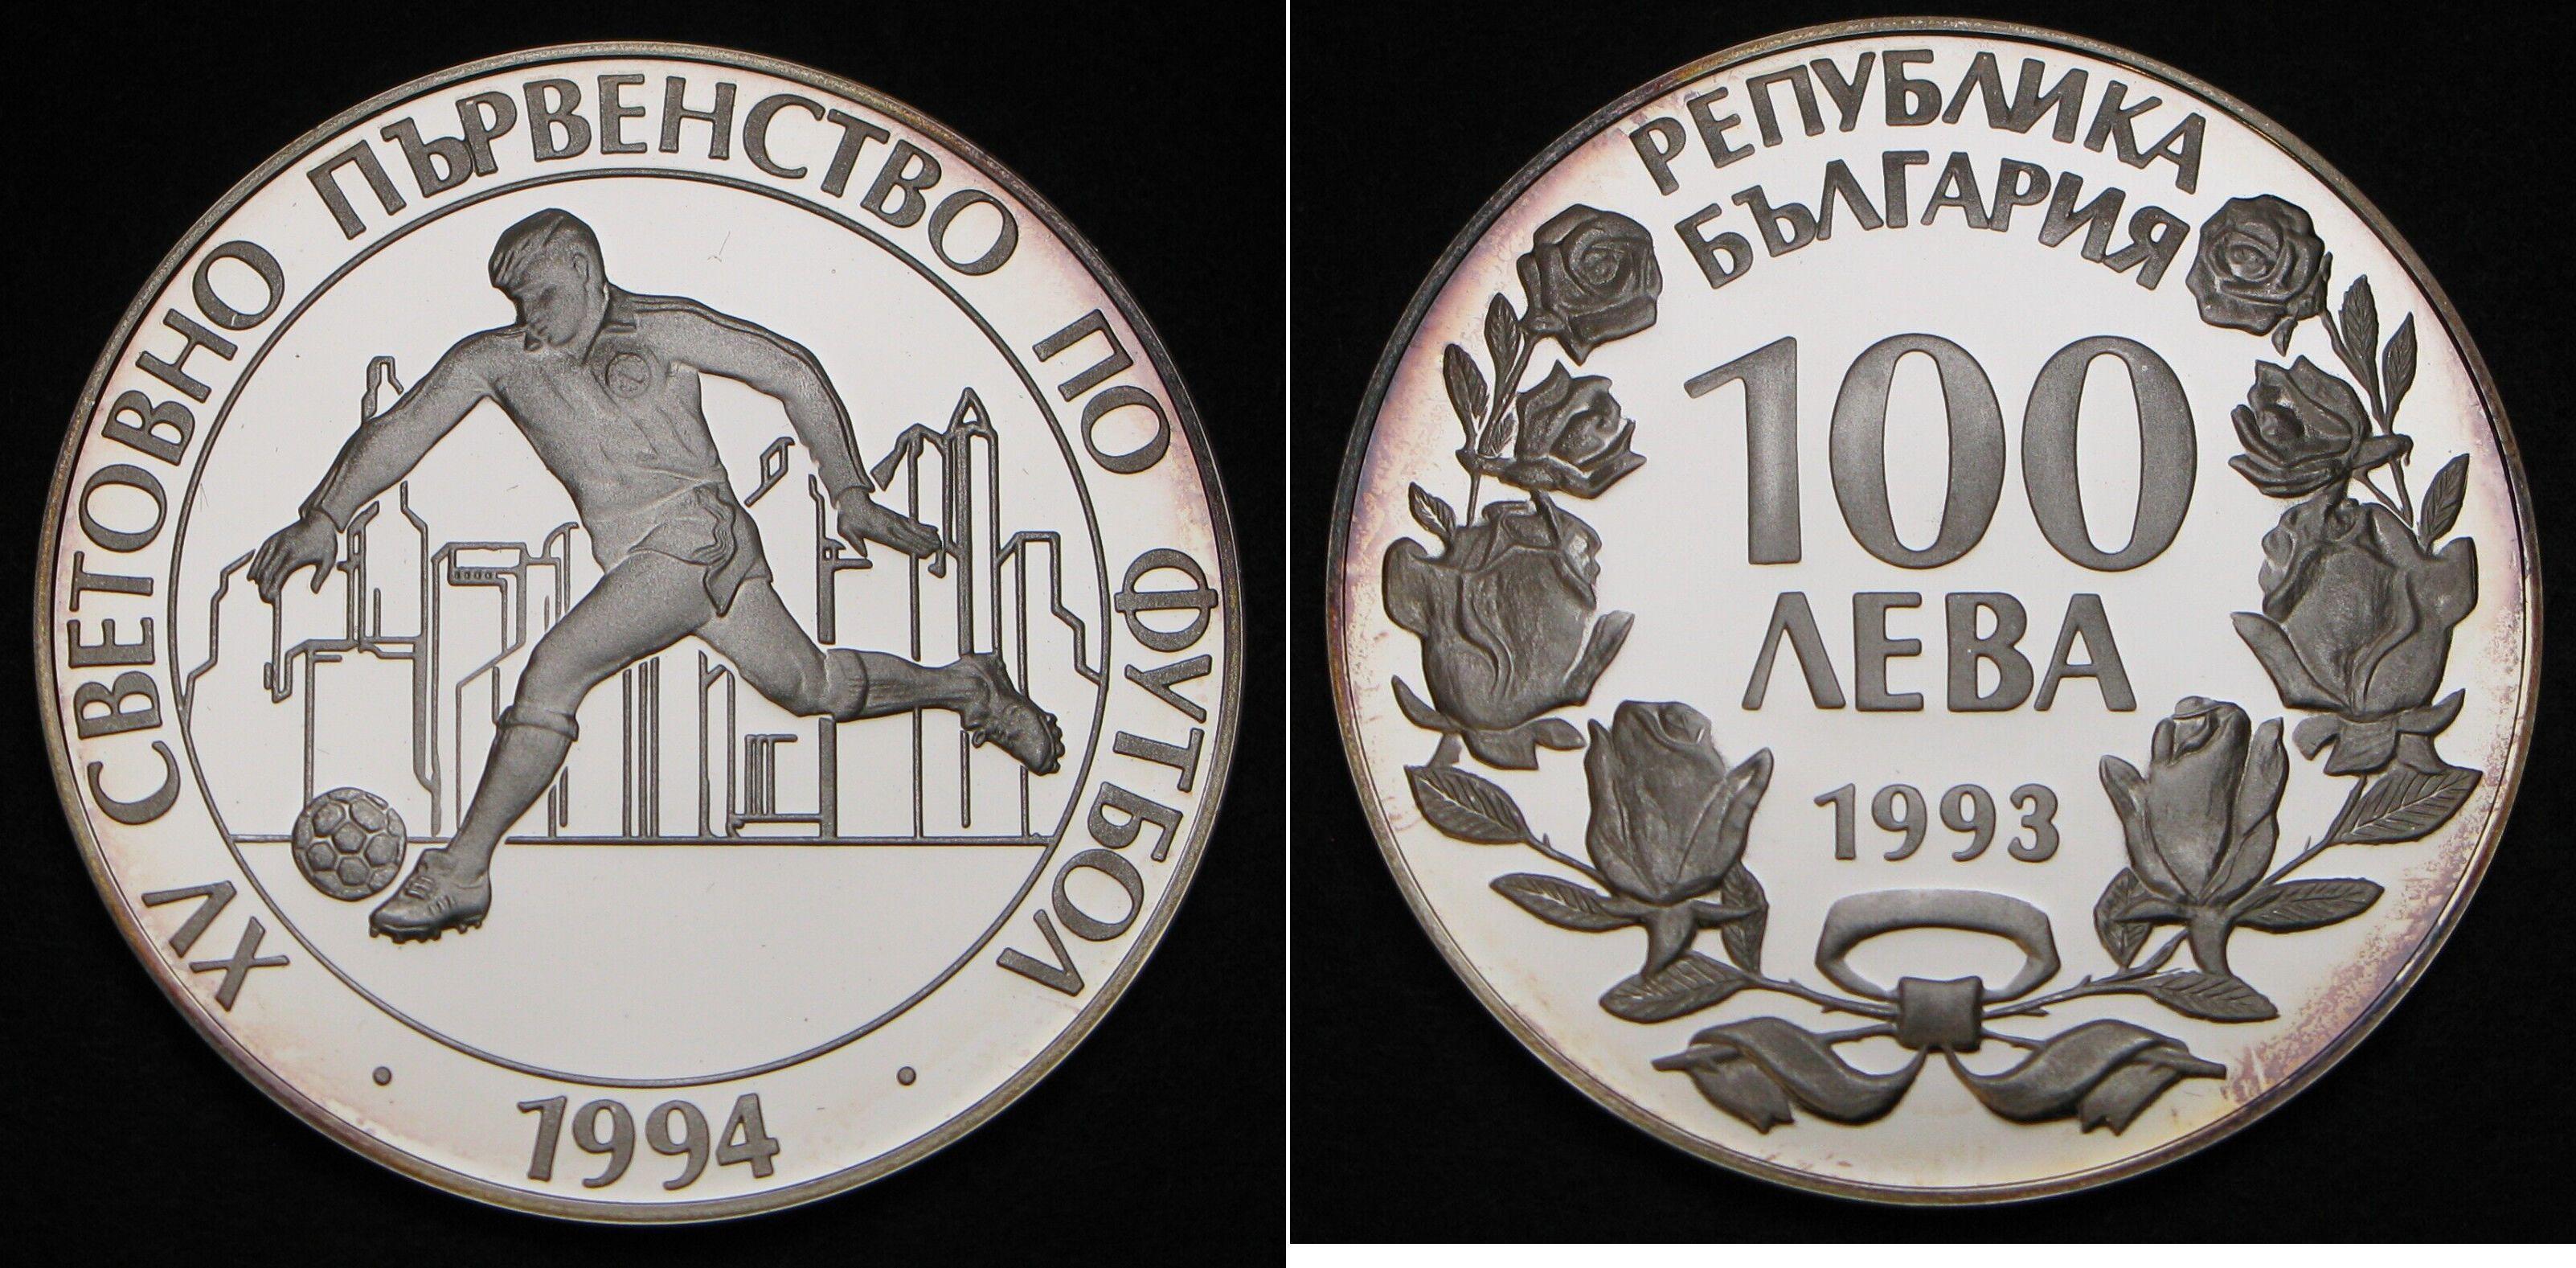 XV СВЕТОВНО ПЪРВЕНСТВО ПО ФУТБОЛ
• 1994 •
РЕПУБЛИКА
БЪЛГАРИЯ
100
ЛЕВА
1993